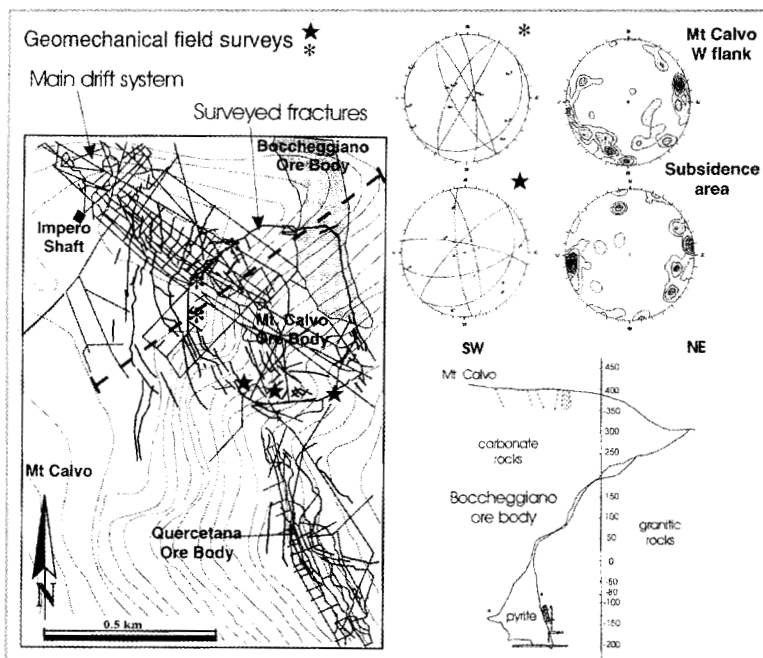 Geomechanical field surveys ★
*
Main drift system
Surveyed fractures
Boccheggiano
Ore Body
Impero
Shaft
Mt. Calvo
Ore Body
Mt Calvo
Quercetana
Ore Body
N
0.5 km
*
Mt Calvo
W flank
★
Subsidence
area
SW
NE
Mt Calvo
450
400
350
300
250
200
150
100
50
0
-50
-80
-100
-150
-200
carbonate
rocks
Boccheggiano
ore body
granitic
rocks
pyrite